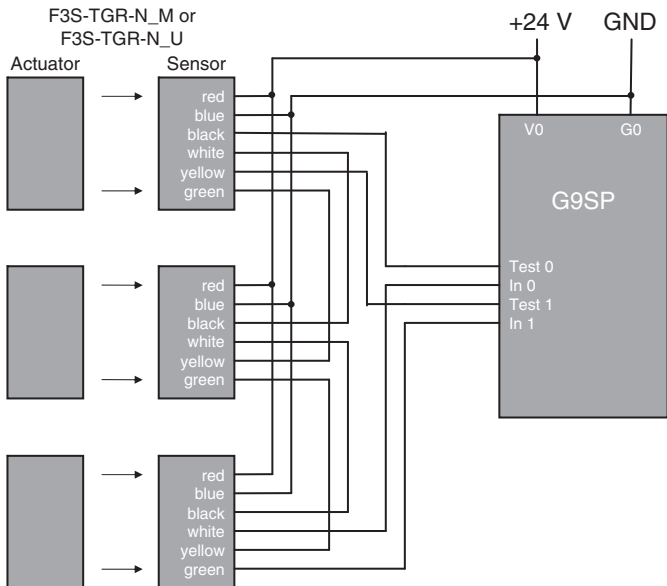 F3S-TGR-N_M or
F3S-TGR-N_U
Actuator
Sensor
+24 V
GND
red
blue
black
white
yellow
green
V0
G0
G9SP
Test 0
In 0
Test 1
In 1
red
blue
black
white
yellow
green
red
blue
black
white
yellow
green